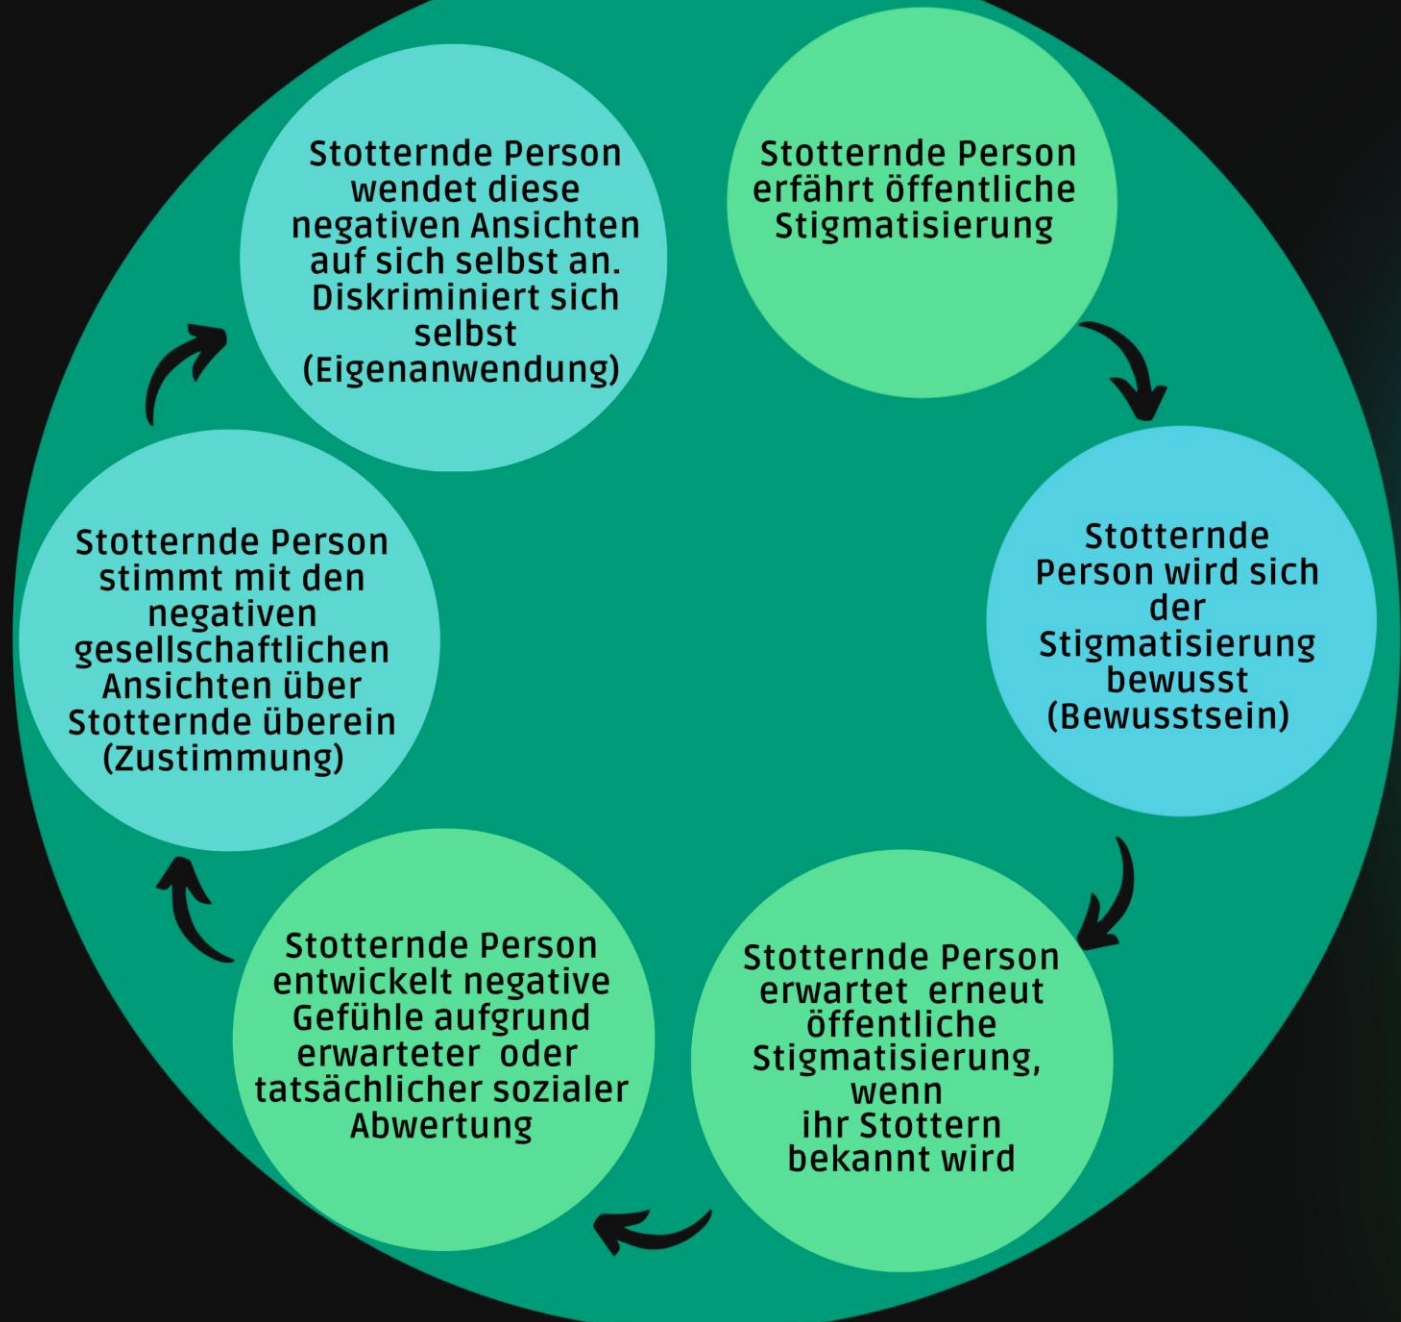 Stotternde Person
erfährt öffentliche
Stigmatisierung
Stotternde
Person wird sich
der
Stigmatisierung
bewusst
(Bewusstsein)
Stotternde Person
erwartet erneut
öffentliche
Stigmatisierung,
wenn
ihr Stottern
bekannt wird
Stotternde Person
entwickelt negative
Gefühle aufgrund
erwarteter oder
tatsächlicher sozialer
Abwertung
Stotternde Person
stimmt mit den
negativen
gesellschaftlichen
Ansichten über
Stotternde überein
(Zustimmung)
Stotternde Person
wendet diese
negativen Ansichten
auf sich selbst an.
Diskriminiert sich
selbst
(Eigenanwendung)